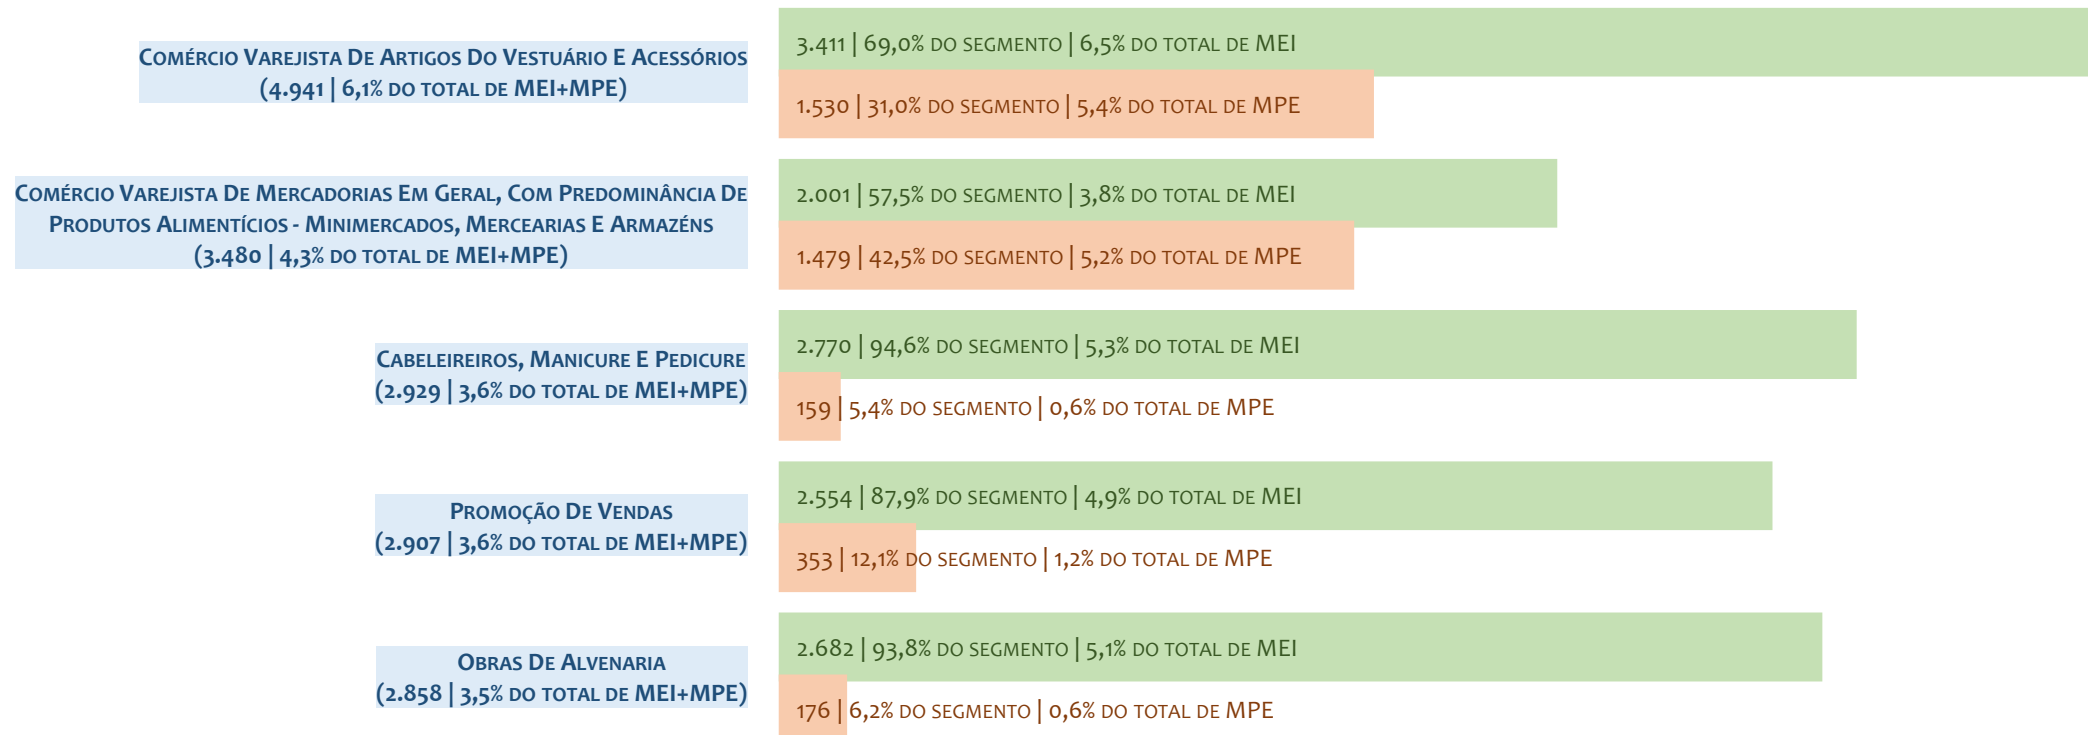 Comércio Varejista De Artigos Do Vestuário E Acessórios
(4.941 | 6,1% do total de MEI+MPE)
3.411 | 69,0% do segmento | 6,5% do total de MEI
1.530 | 31,0% do segmento | 5,4% do total de MPE
Comércio Varejista De Mercadorias Em Geral, Com Predominância De
Produtos Alimentícios - Minimercados, Mercearias E Armazéns
(3.480 | 4,3% do total de MEI+MPE)
2.001 | 57,5% do segmento | 3,8% do total de MEI
1.479 | 42,5% do segmento | 5,2% do total de MPE
Cabeleireiros, Manicure E Pedicure
(2.929 | 3,6% do total de MEI+MPE)
2.770 | 94,6% do segmento | 5,3% do total de MEI
159 | 5,4% do segmento | 0,6% do total de MPE
Promoção De Vendas
(2.907 | 3,6% do total de MEI+MPE)
2.554 | 87,9% do segmento | 4,9% do total de MEI
353 | 12,1% do segmento | 1,2% do total de MPE
Obras De Alvenaria
(2.858 | 3,5% do total de MEI+MPE)
2.682 | 93,8% do segmento | 5,1% do total de MEI
176 | 6,2% do segmento | 0,6% do total de MPE